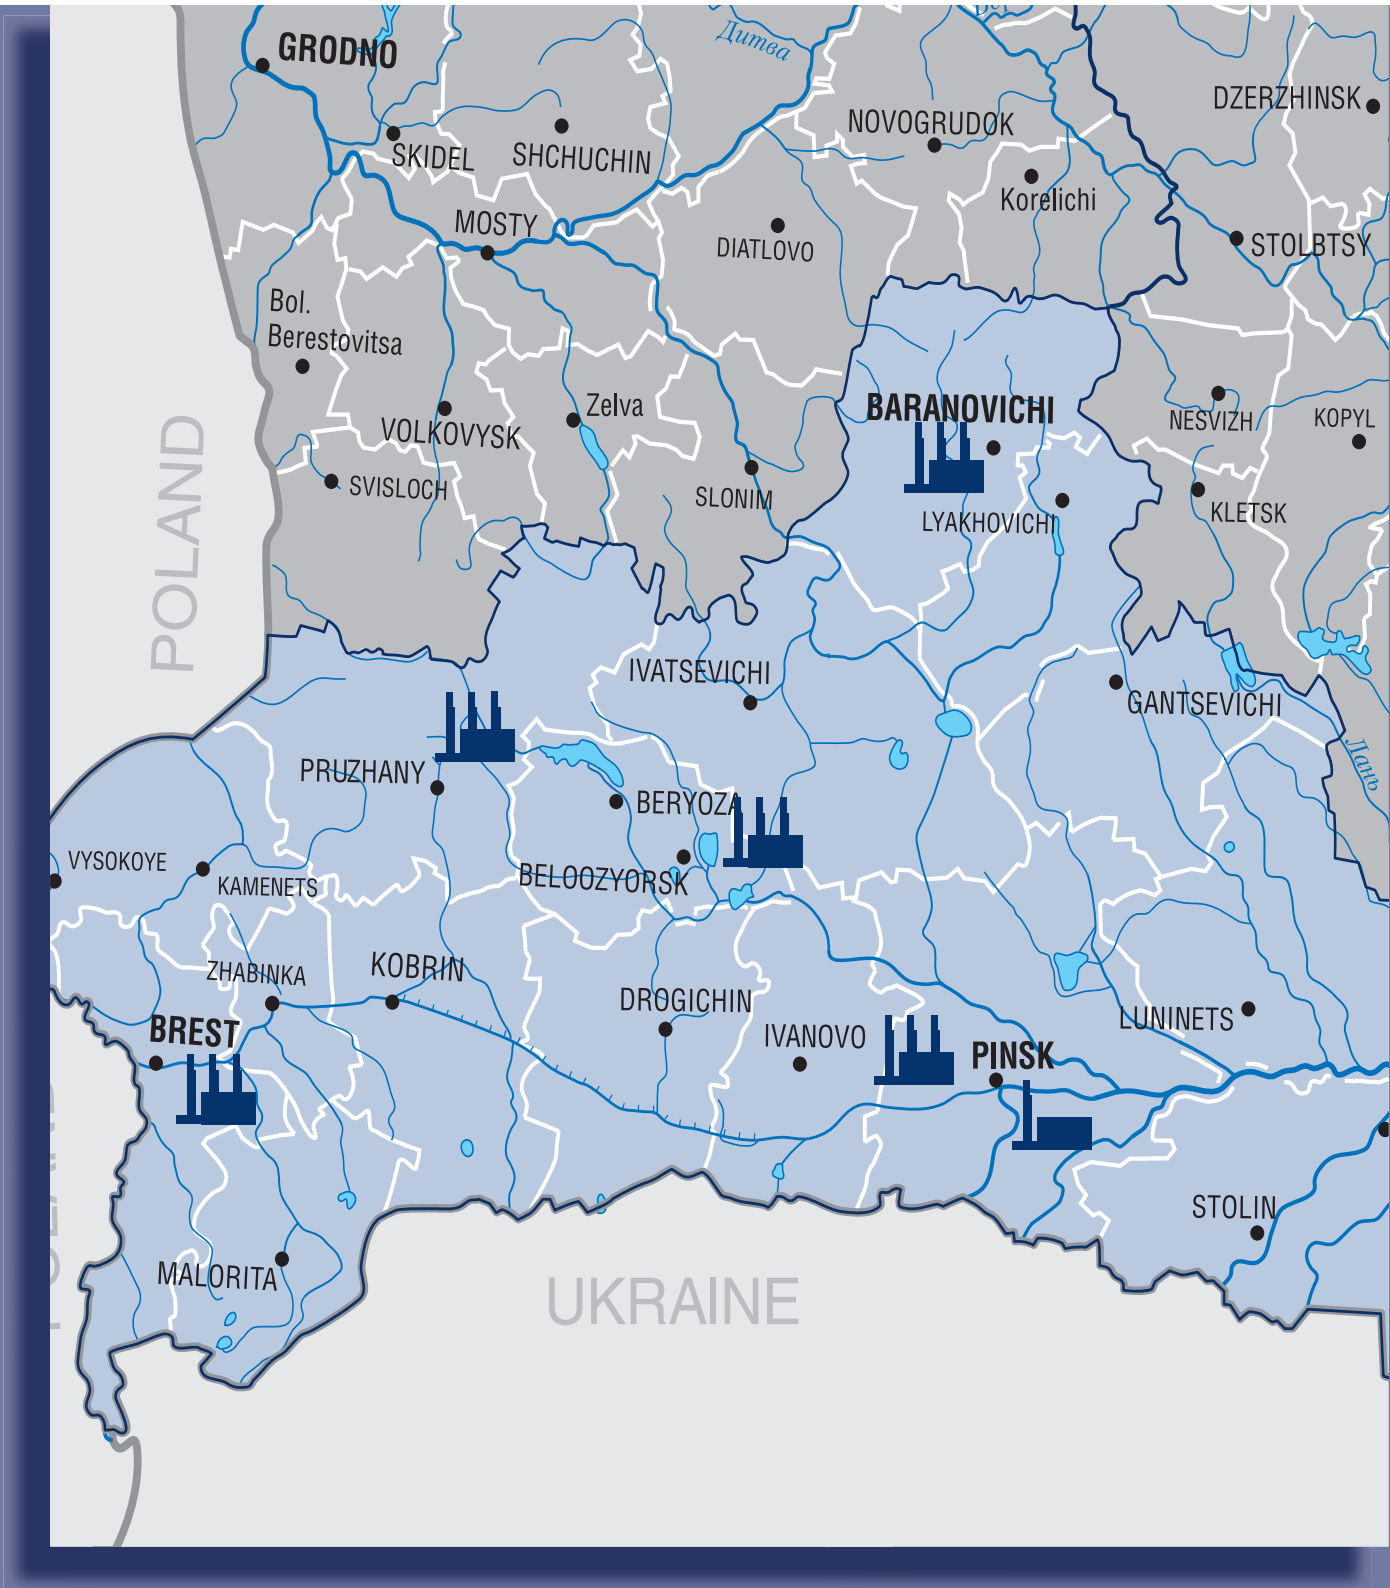 GRODNO
Дитва
DZERZHINSK
NOVOGRUDOK
SKIDEL
SHCHUCHIN
Korelichi
MOSTY
DIATLOVO
STOLBTSY
Bol.
Berestovitsa
Zelva
BARANOVICHI
NESVIZH
KOPYL
VOLKOVYSK
POLAND
SVISLOCH
SLONIM
LYAKHOVICHI
KLETSK
IVATSEVICHI
GANTSEVICHI
Лань
PRUZHANY
BERYOZA
VYSOKOYE
KAMENETS
BELOOZYORSK
ZHABINKA
KOBRIN
DROGICHIN
LUNINETS
BREST
IVANOVO
PINSK
STOLIN
MALORITA
UKRAINE